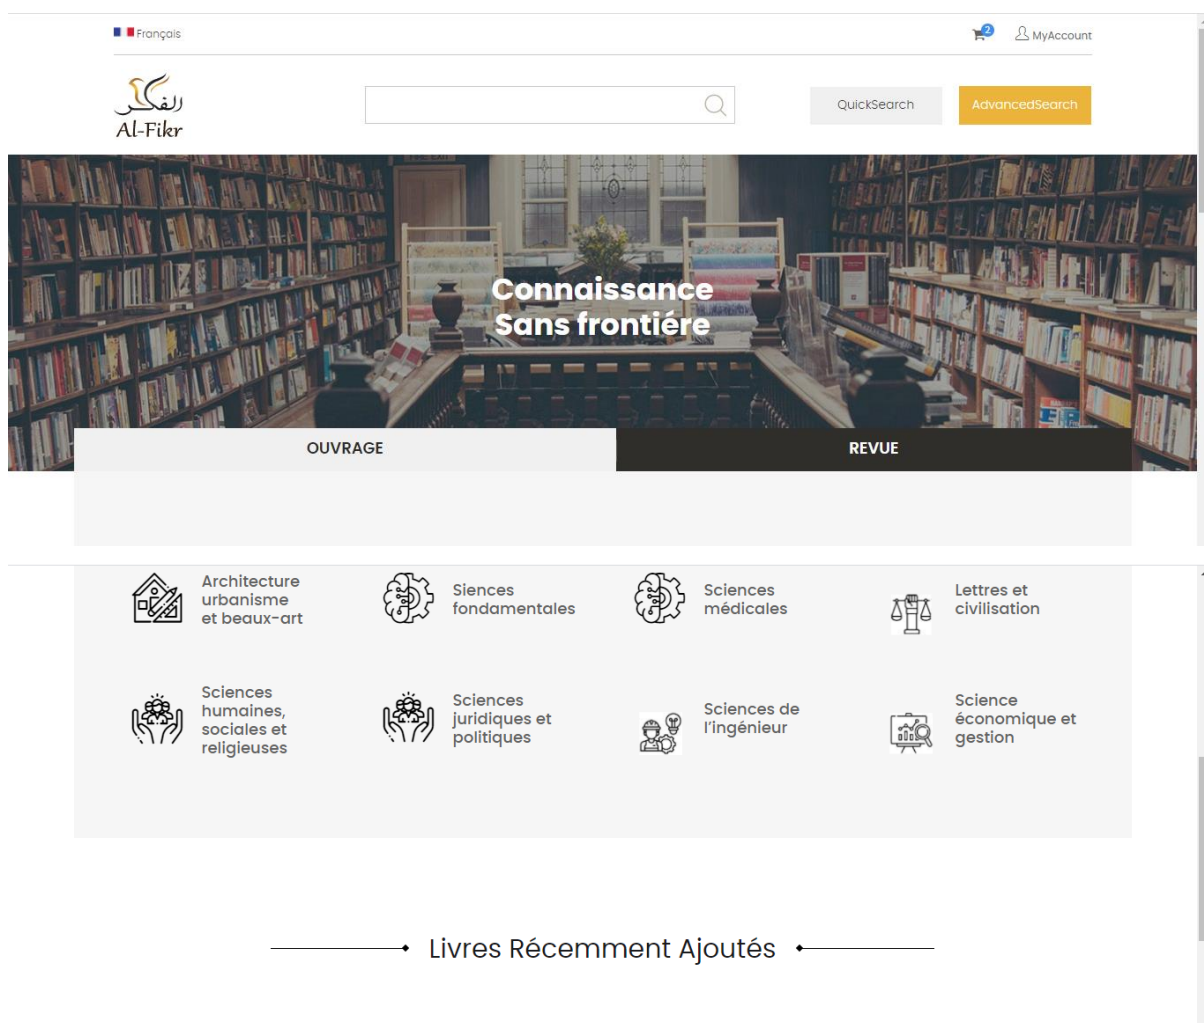 Français
2
MyAccount
الفكر
Al-Fikr
QuickSearch
AdvancedSearch
Connaissance
Sans frontiére
OUVRAGE
REVUE
Architecture
urbanisme
et beaux-art
Siences
fondamentales
Sciences
médicales
Lettres et
civilisation
Sciences
humaines,
sociales et
religieuses
Sciences
juridiques et
politiques
Sciences de
l'ingénieur
Science
économique et
gestion
Livres Récemment Ajoutés